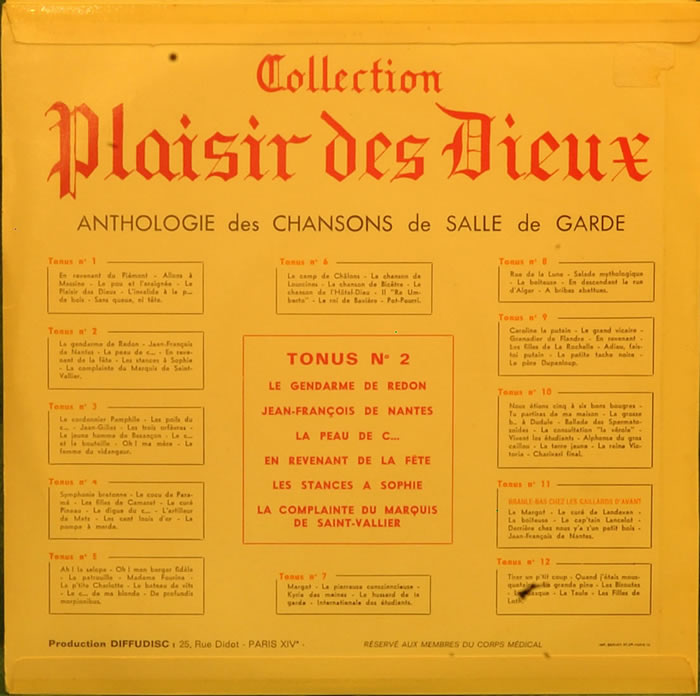 Collection
Plaisir des Dieux
ANTHOLOGIE des CHANSONS de SALLE de GARDE
Tonus n° 1
En revenant du Piémont - Allons à
Messine - Le pou et l'araignée - Le
Plaisir des Dieux - L'invalide à la p...
de bois - Sans queue, ni tête.
Tonus n° 2
Le gendarme de Redon - Jean-François
de Nantes - La peau de c... - En reve-
nant de la fête - Les stances à Sophie
- La complainte du Marquis de Saint-
Vallier.
Tonus n° 3
Le cordonnier Pamphile - Les poils du
c... - Jean-Gilles - Les trois orfèvres -
Le jeune homme de Besançon - Le c...
et la bouteille - Oh ! ma mère - La
femme du vidangeur.
Tonus n° 4
Symphonie bretonne - Le cocu de Para-
mé - Les filles de Camaret - Le curé
Pineau - La digue du c... - L'artilleur
de Metz - Les cent louis d'or - La
pompe à merde.
Tonus n° 5
Ah ! la salope - Oh ! mon berger fidèle
- La patrouille - Madame Fourine -
La p'tite Charlotte - Le bateau de vits
- Le c... de ma blonde - De profundis
morpionibus.
Tonus n° 6
Le camp de Châlons - La chanson de
Lourcines - La chanson de Bicêtre - La
chanson de l'Hôtel-Dieu - Il "Re Um-
berto" - Le roi de Bavière - Pot-Pourri.
TONUS N° 2
LE GENDARME DE REDON
JEAN-FRANÇOIS DE NANTES
LA PEAU DE C...
EN REVENANT DE LA FÊTE
LES STANCES A SOPHIE
LA COMPLAINTE DU MARQUIS
DE SAINT-VALLIER
Tonus n° 7
Margot - La pierreuse consciencieuse -
Kyrie des moines - Le hussard de la
garde - Internationale des étudiants.
Tonus n° 8
Rue de la Lune - Salade mythologique
- La boiteuse - En descendant la rue
d'Alger - A bribes abattues.
Tonus n° 9
Caroline la putain - Le grand vicaire -
Grenadier de Flandre - En revenant -
Les filles de La Rochelle - Adieu, fais-
toi putain - La petite tache noire -
Le père Dupanloup.
Tonus n° 10
Nous étions cinq à six bons bougres -
Tu partiras de ma maison - La grosse
b... à Dudule - Ballade des Spermato-
zoïdes - La consultation "la vérole" -
Vivent les étudiants - Alphonse du gros
caillou - La terre jaune - La reine Vic-
toria - Charivari final.
Tonus n° 11
BRANLE-BAS CHEZ LES GAILLARDS D'AVANT
La Margot - Le curé de Landevan -
La boiteuse - Le cap'tain Lancelot -
Derrière chez nous y'a s'un petit bois -
Jean-François de Nantes.
Tonus n° 12
Tirer un p'tit coup - Quand j'étais mous-
grande pine - Les Biroutes
- La Taule - Les Filles de
Production DIFFUDISC : 25, Rue Didot - PARIS XIV° -
RÉSERVÉ AUX MEMBRES DU CORPS MÉDICAL